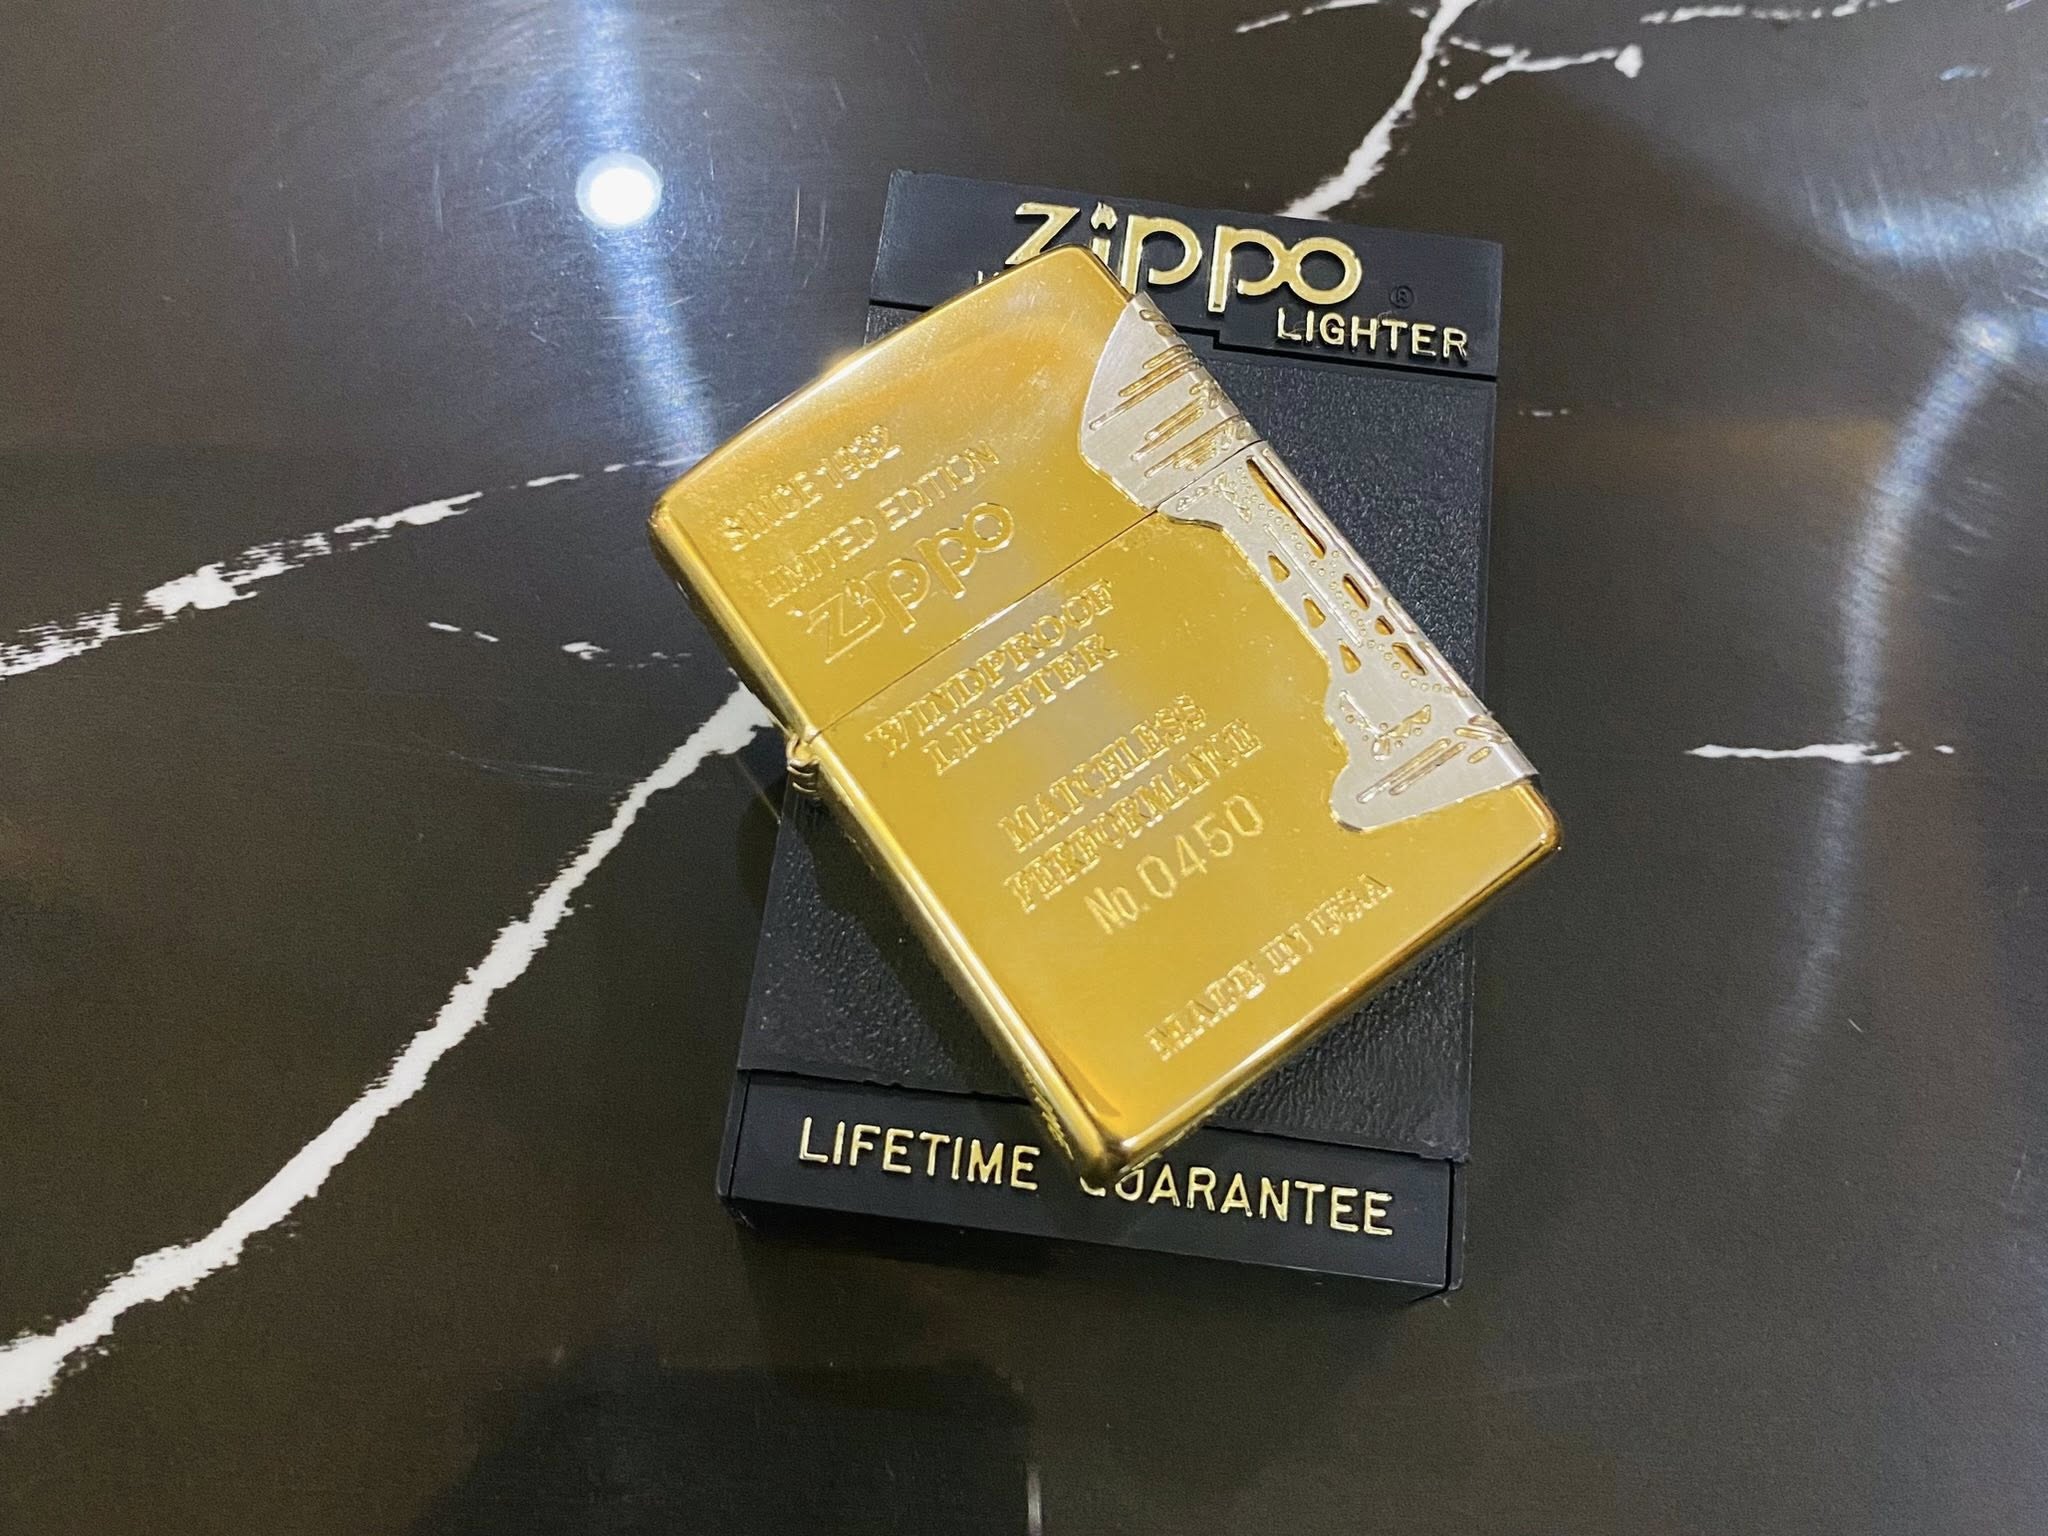 zippo
®
LIGHTER
SINCE 1932
LIMITED EDITION
Zippo
WINDPROOF
LIGHTER
MATCHLESS
PERFORMANCE
No.0450
MADE IN USA
LIFETIME GUARANTEE